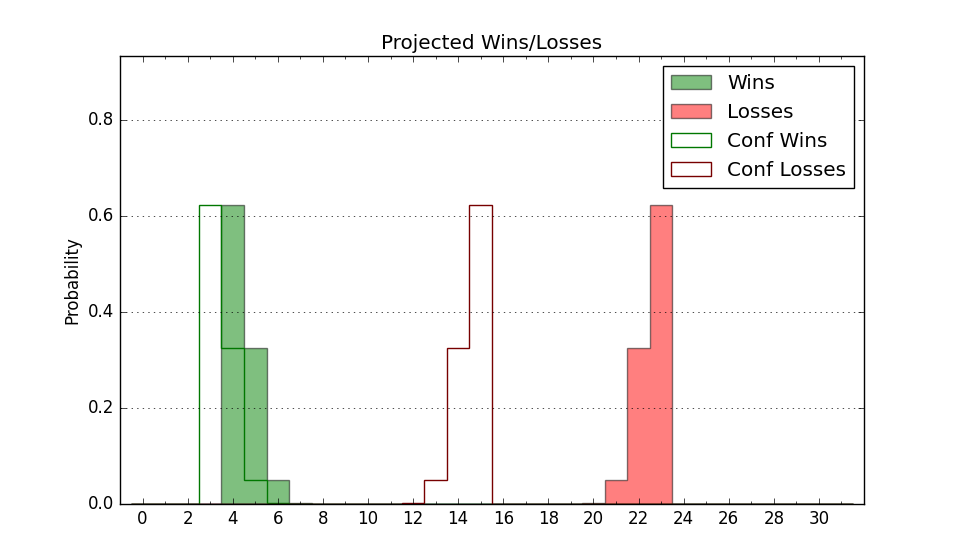 Projected Wins/Losses
Wins
Losses
Conf Wins
Conf Losses
Probability
0.8
0.6
0.4
0.2
0.0
0 2 4 6 8 10 12 14 16 18 20 22 24 26 28 30